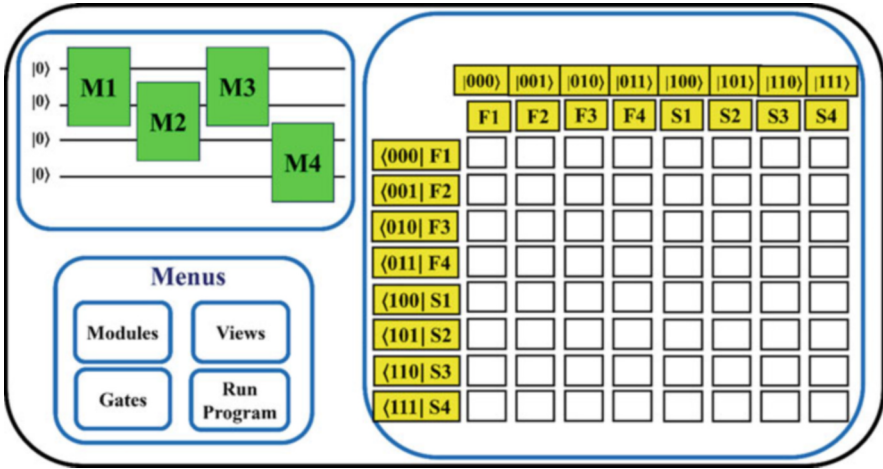 |0⟩
|0⟩
|0⟩
|0⟩
M1
M3
M2
M4
Menus
Modules
Views
Gates
Run
Program
|000⟩ |001⟩ |010⟩ |011⟩ |100⟩ |101⟩ |110⟩ |111⟩
F1 F2 F3 F4 S1 S2 S3 S4
⟨000| F1
⟨001| F2
⟨010| F3
⟨011| F4
⟨100| S1
⟨101| S2
⟨110| S3
⟨111| S4